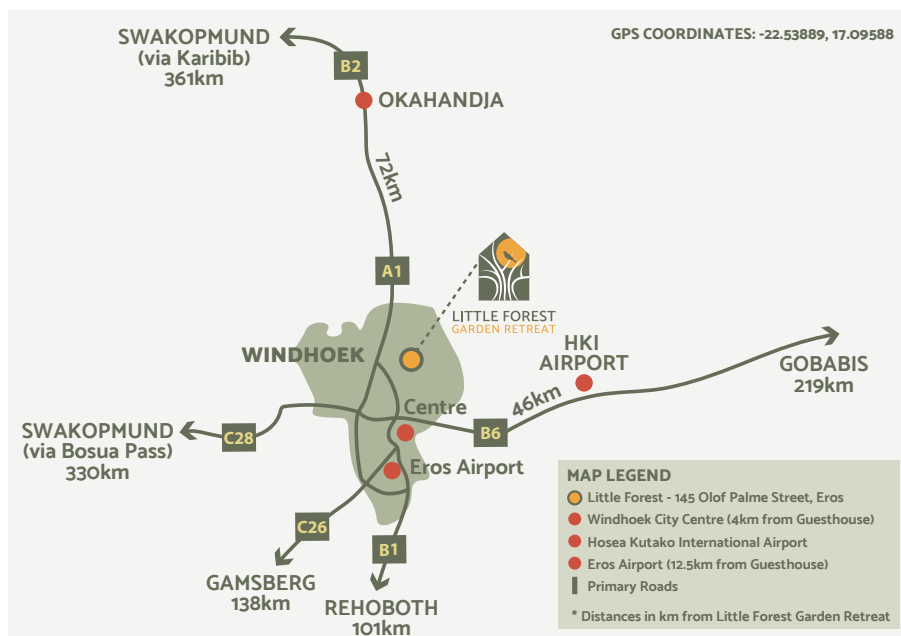 SWAKOPMUND
(via Karibib)
361km
GPS COORDINATES: -22.53889, 17.09588
B2
OKAHANDJA
72km
A1
LITTLE FOREST
GARDEN RETREAT
WINDHOEK
HKI
AIRPORT
GOBABIS
219km
46km
Centre
B6
C28
SWAKOPMUND
(via Bosua Pass)
330km
Eros Airport
C26
B1
GAMSBERG
138km
REHOBOTH
101km
MAP LEGEND
Little Forest - 145 Olof Palme Street, Eros
Windhoek City Centre (4km from Guesthouse)
Hosea Kutako International Airport
Eros Airport (12.5km from Guesthouse)
Primary Roads
* Distances in km from Little Forest Garden Retreat